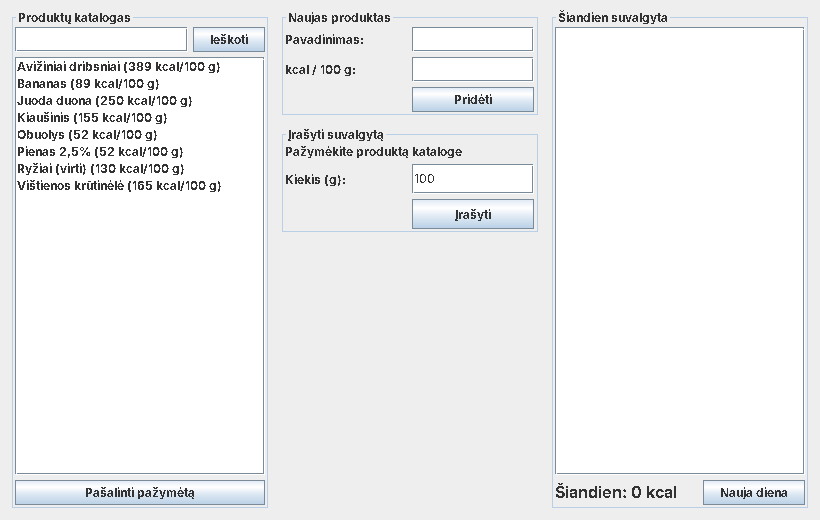 Produktų katalogas
Ieškoti
Avižiniai dribsniai (389 kcal/100 g)
Bananas (89 kcal/100 g)
Juoda duona (250 kcal/100 g)
Kiaušinis (155 kcal/100 g)
Obuolys (52 kcal/100 g)
Pienas 2,5% (52 kcal/100 g)
Ryžiai (virti) (130 kcal/100 g)
Vištienos krūtinėlė (165 kcal/100 g)
Pašalinti pažymėtą
Naujas produktas
Pavadinimas:
kcal / 100 g:
Pridėti
Įrašyti suvalgytą
Pažymėkite produktą kataloge
Kiekis (g): 100
Įrašyti
Šiandien suvalgyta
Šiandien: 0 kcal
Nauja diena